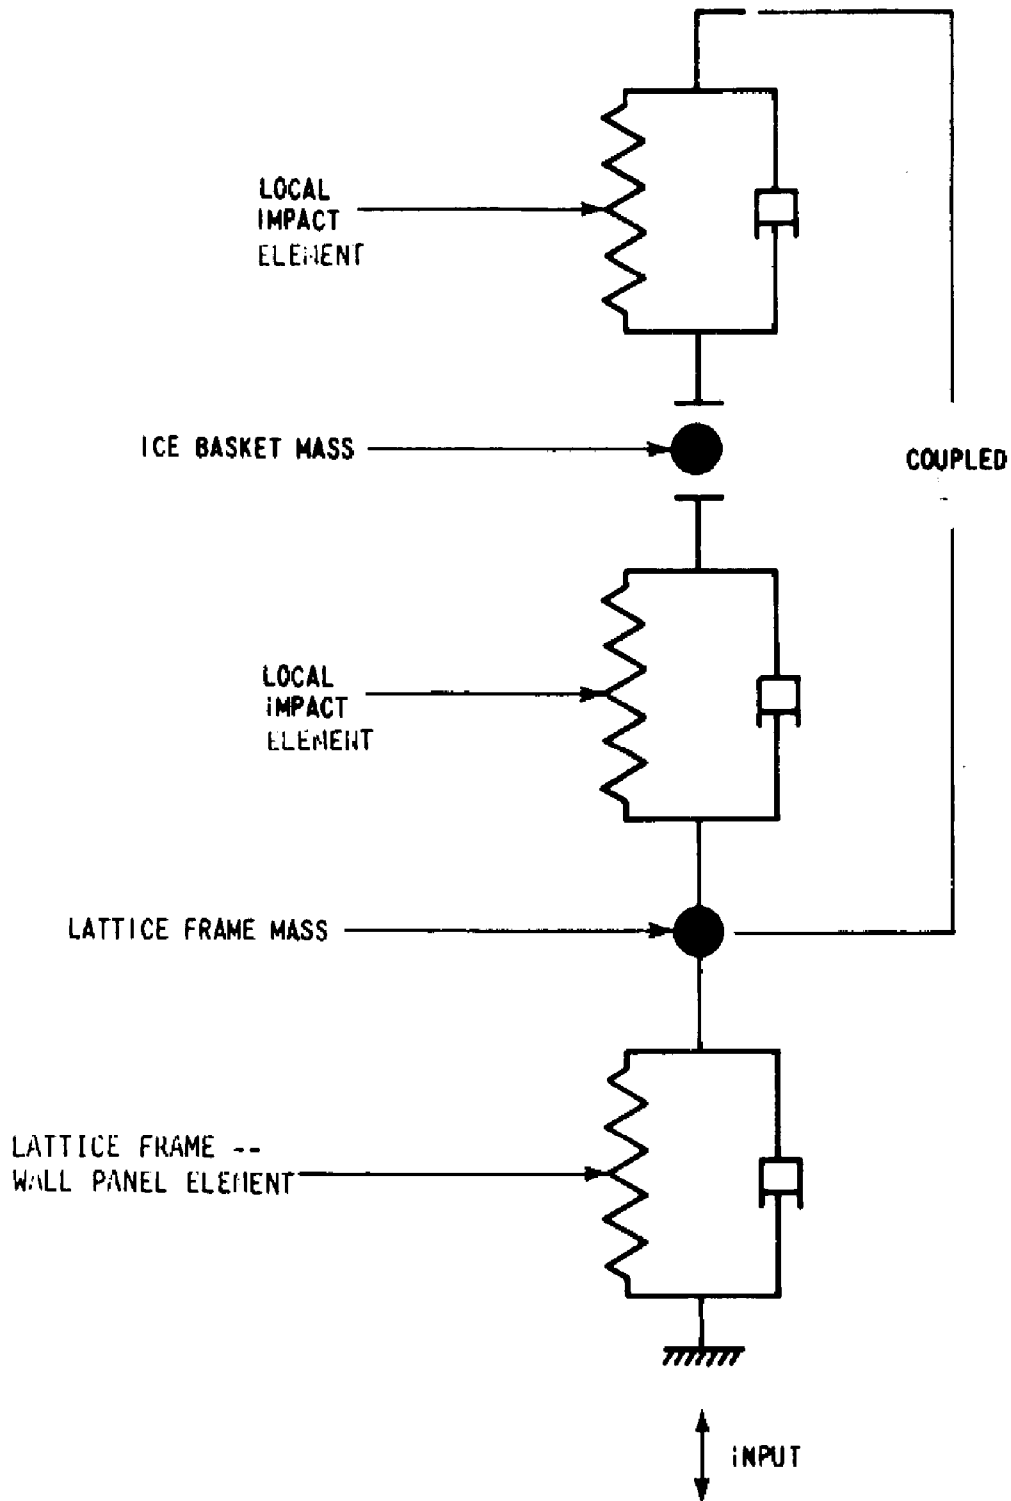 LOCAL
IMPACT
ELEMENT
ICE BASKET MASS
COUPLED
LOCAL
IMPACT
ELEMENT
LATTICE FRAME MASS
LATTICE FRAME --
WALL PANEL ELEMENT
INPUT